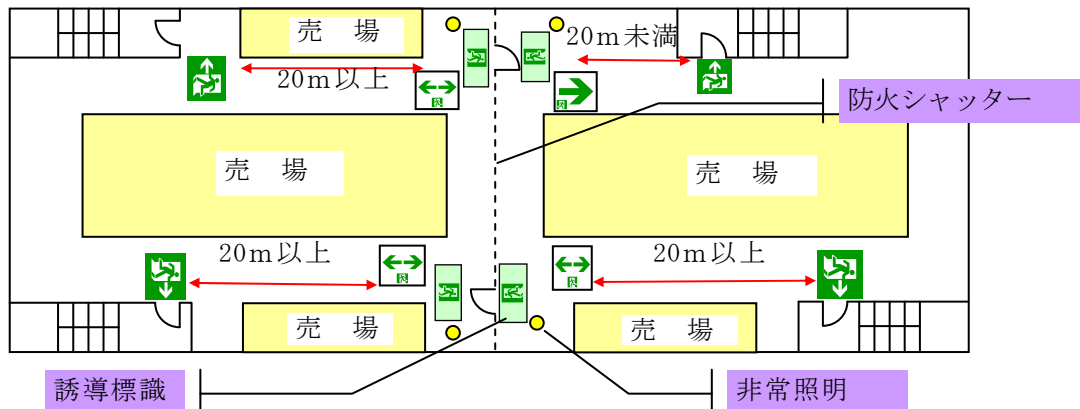 売 場
20m未満
20m以上
防火シャッター
売 場
売 場
20m以上
20m以上
売 場
売 場
誘導標識
非常照明